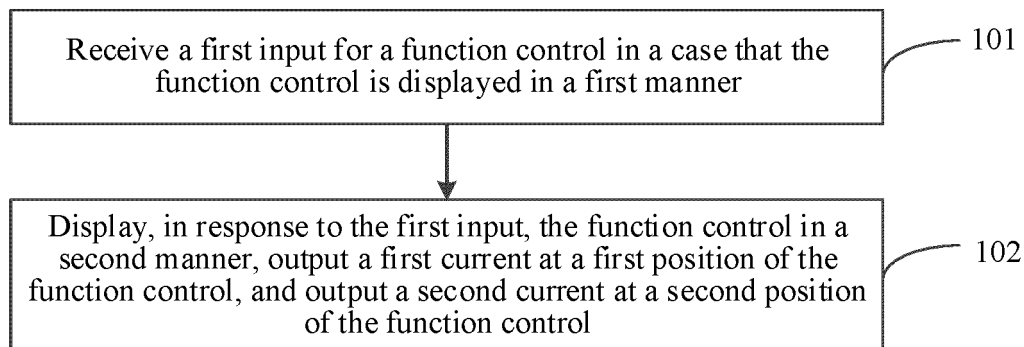 Receive a first input for a function control in a case that the
function control is displayed in a first manner
101
Display, in response to the first input, the function control in a
second manner, output a first current at a first position of the
function control, and output a second current at a second position
of the function control
102